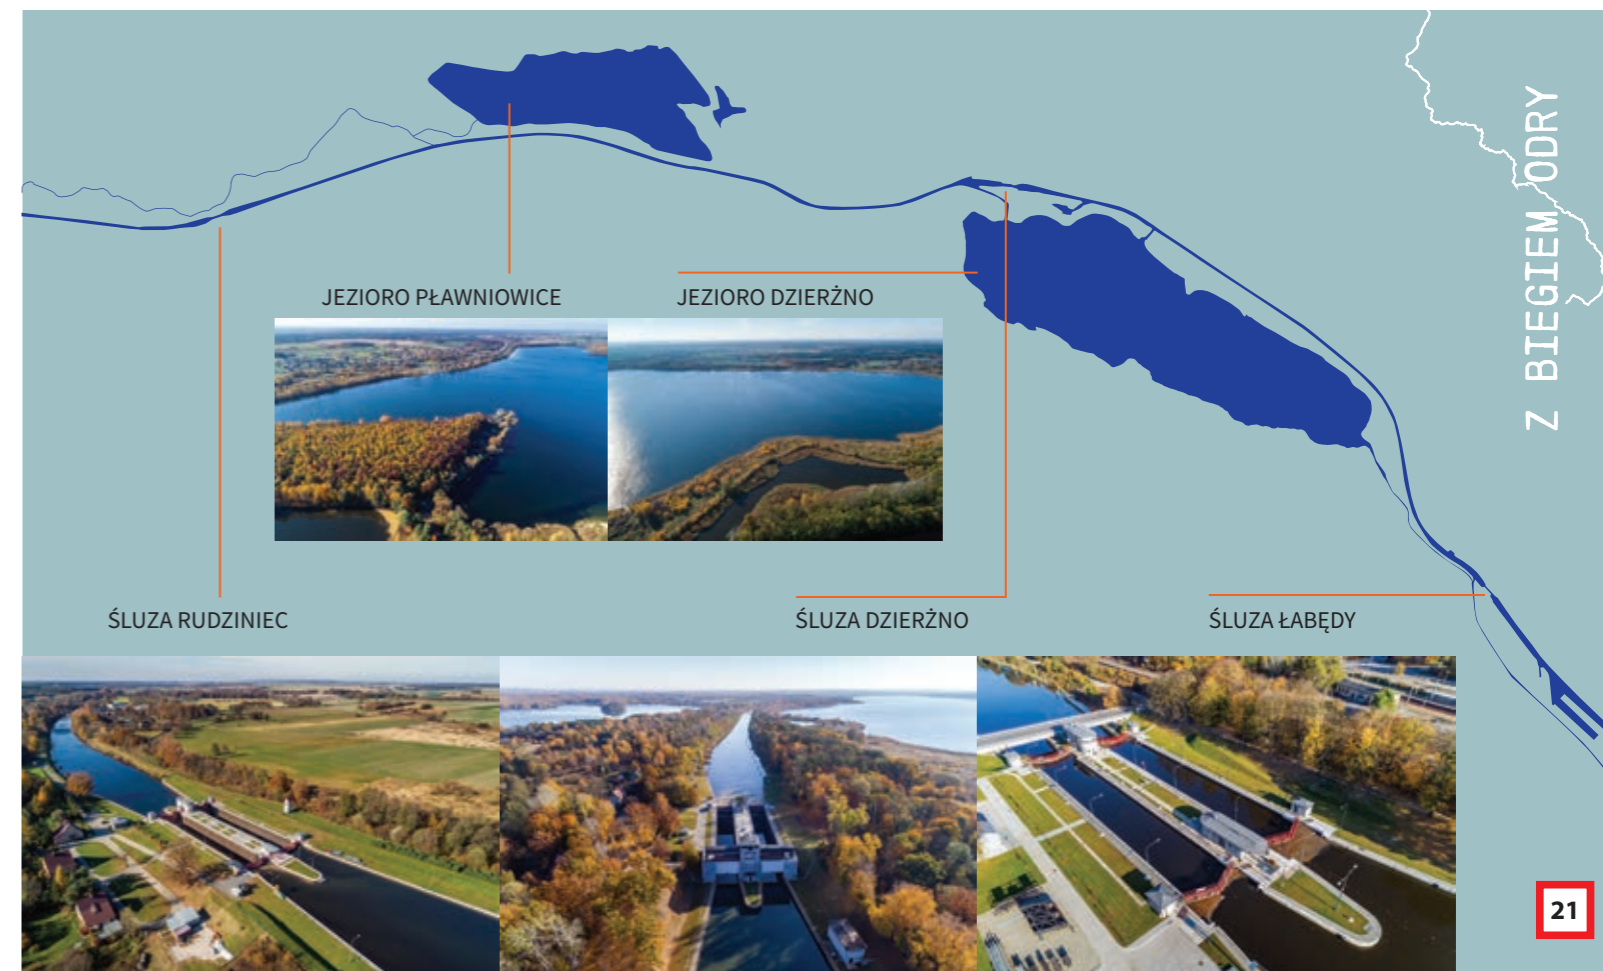 Z BIEGIEM ODRY
JEZIORO PŁAWNIOWICE
JEZIORO DZIERŻNO
ŚLUZA RUDZINIEC
ŚLUZA DZIERŻNO
ŚLUZA ŁABĘDY
21